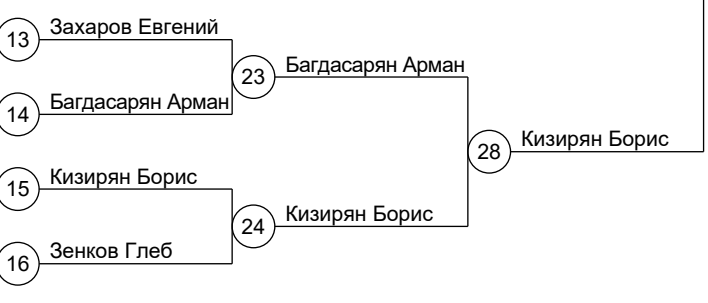 13 Захаров Евгений
23 Багдасарян Арман
14 Багдасарян Арман
28 Кизирян Борис
15 Кизирян Борис
24 Кизирян Борис
16 Зенков Глеб